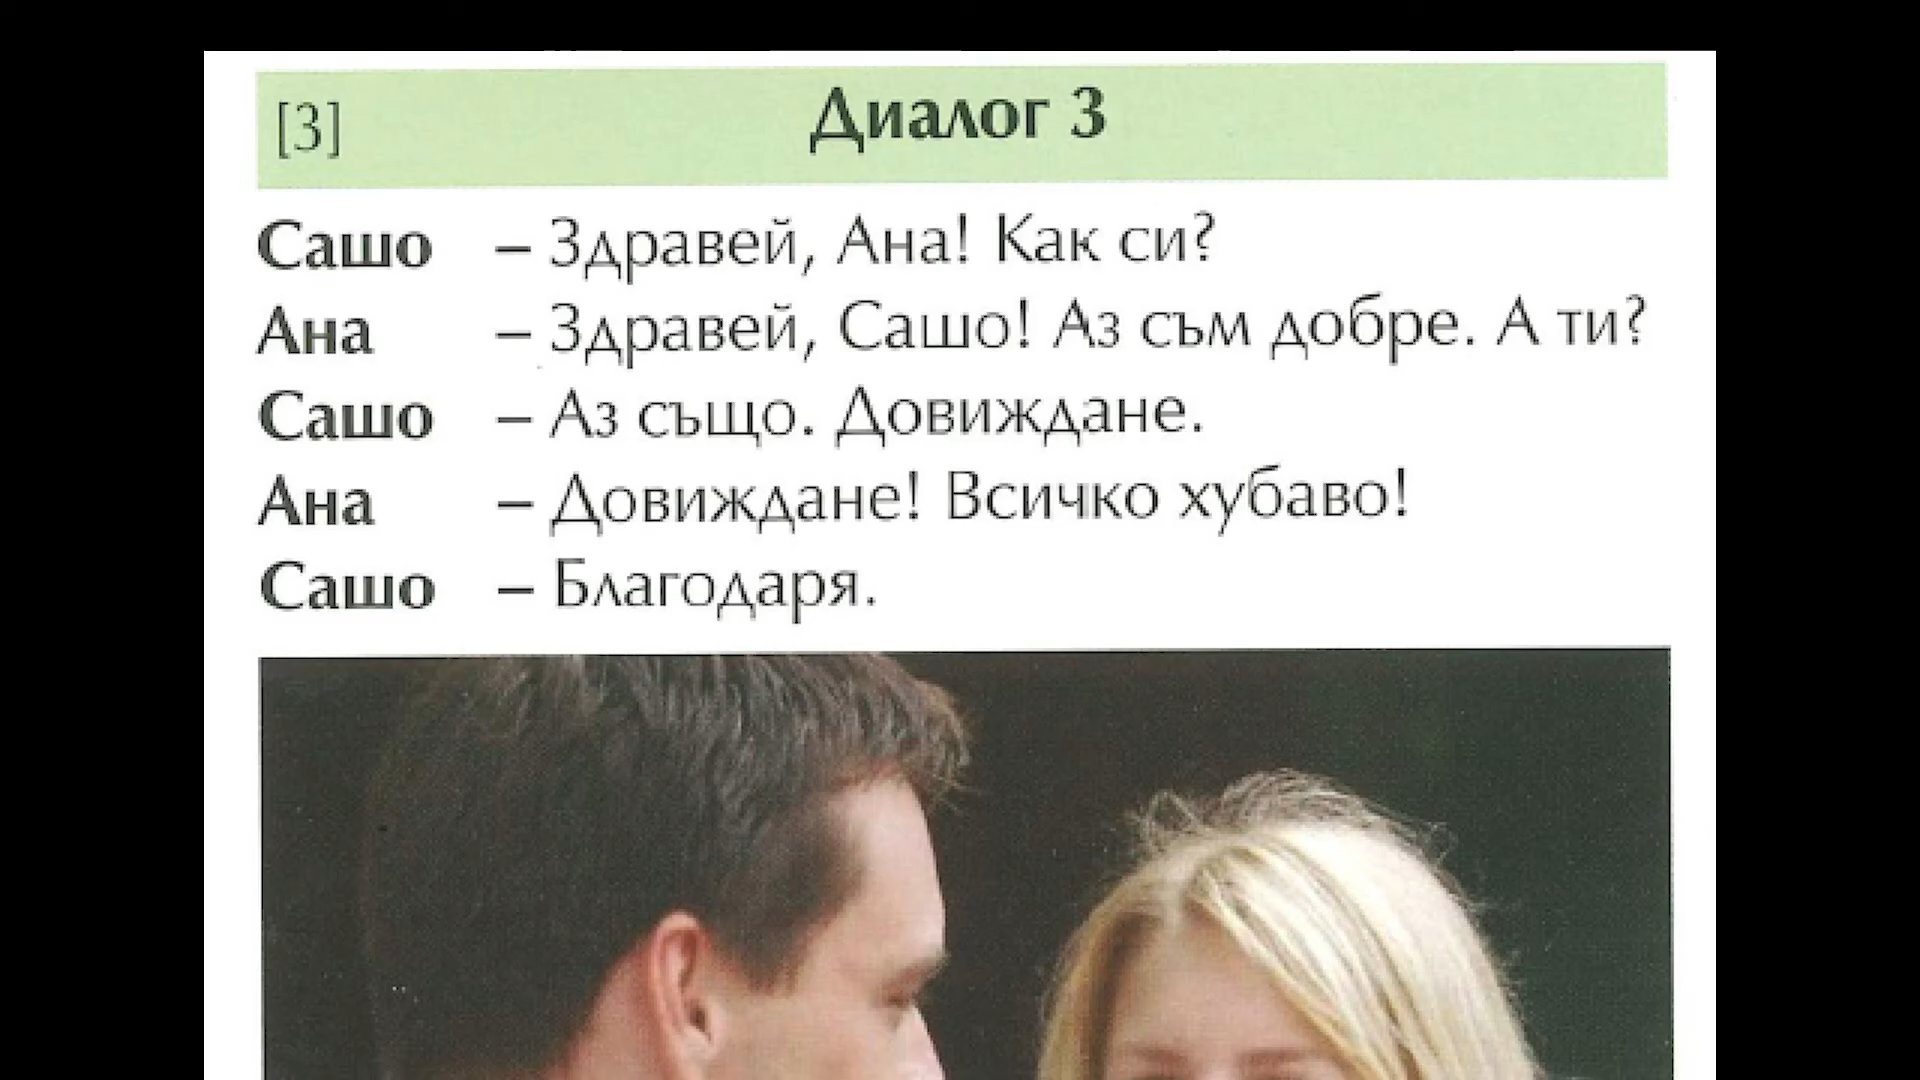 [3] Диалог 3
Сашо – Здравей, Ана! Как си?
Ана – Здравей, Сашо! Аз съм добре. А ти?
Сашо – Аз също. Довиждане.
Ана – Довиждане! Всичко хубаво!
Сашо – Благодаря.